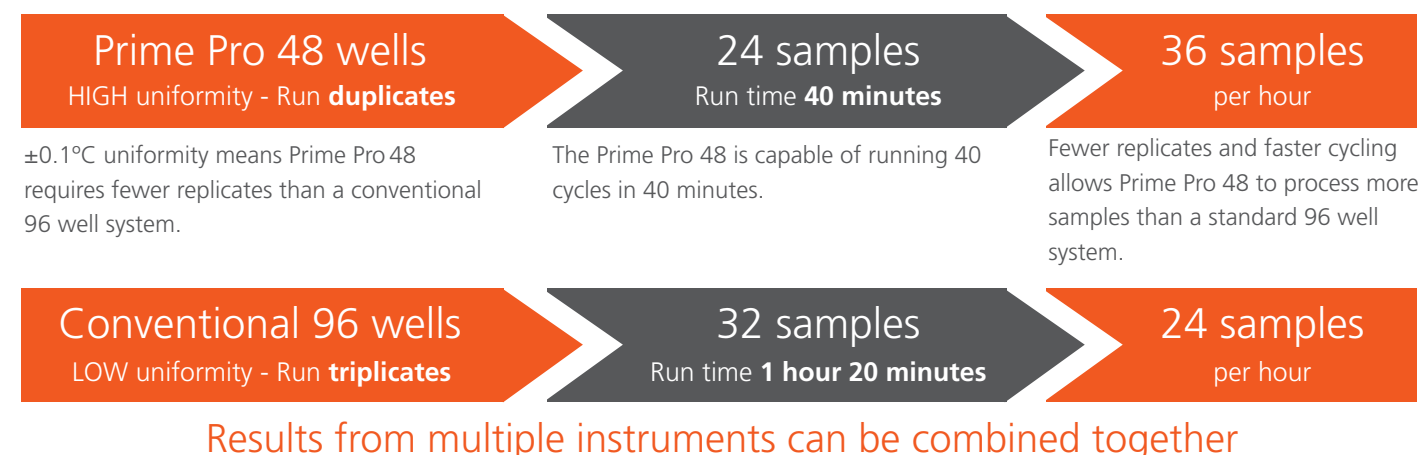 Prime Pro 48 wells
HIGH uniformity - Run duplicates
24 samples
Run time 40 minutes
36 samples
per hour
±0.1ºC uniformity means Prime Pro 48
requires fewer replicates than a conventional
96 well system.
The Prime Pro 48 is capable of running 40
cycles in 40 minutes.
Fewer replicates and faster cycling
allows Prime Pro 48 to process more
samples than a standard 96 well
system.
Conventional 96 wells
LOW uniformity - Run triplicates
32 samples
Run time 1 hour 20 minutes
24 samples
per hour
Results from multiple instruments can be combined together